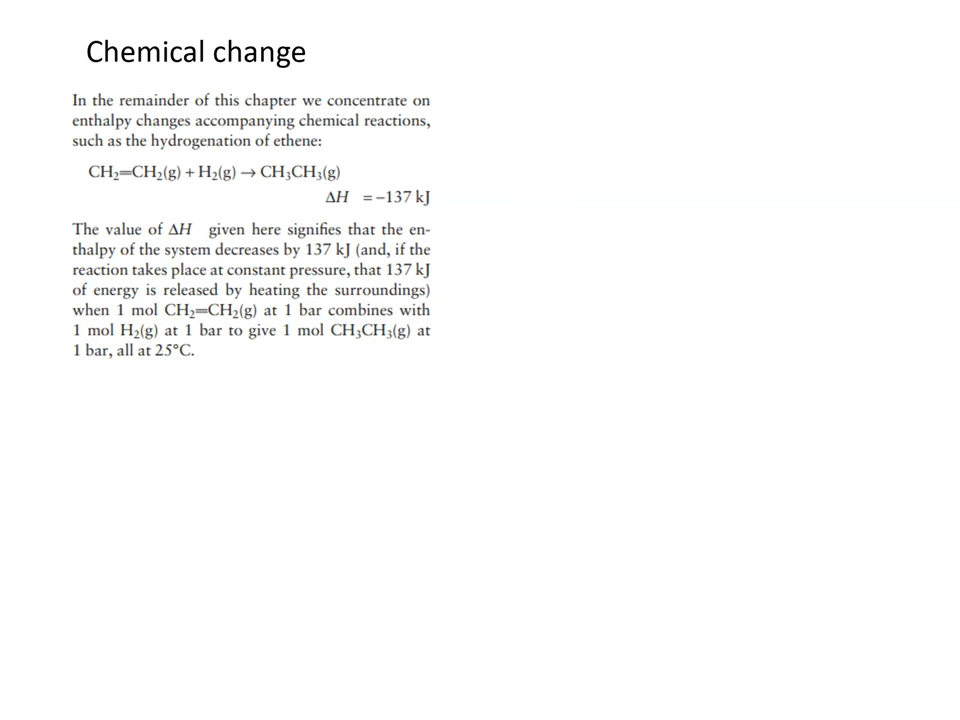 Chemical change
In the remainder of this chapter we concentrate on
enthalpy changes accompanying chemical reactions,
such as the hydrogenation of ethene:
CH₂=CH₂(g) + H₂(g) → CH₃CH₃(g)
ΔH = −137 kJ
The value of ΔH given here signifies that the en-
thalpy of the system decreases by 137 kJ (and, if the
reaction takes place at constant pressure, that 137 kJ
of energy is released by heating the surroundings)
when 1 mol CH₂=CH₂(g) at 1 bar combines with
1 mol H₂(g) at 1 bar to give 1 mol CH₃CH₃(g) at
1 bar, all at 25°C.